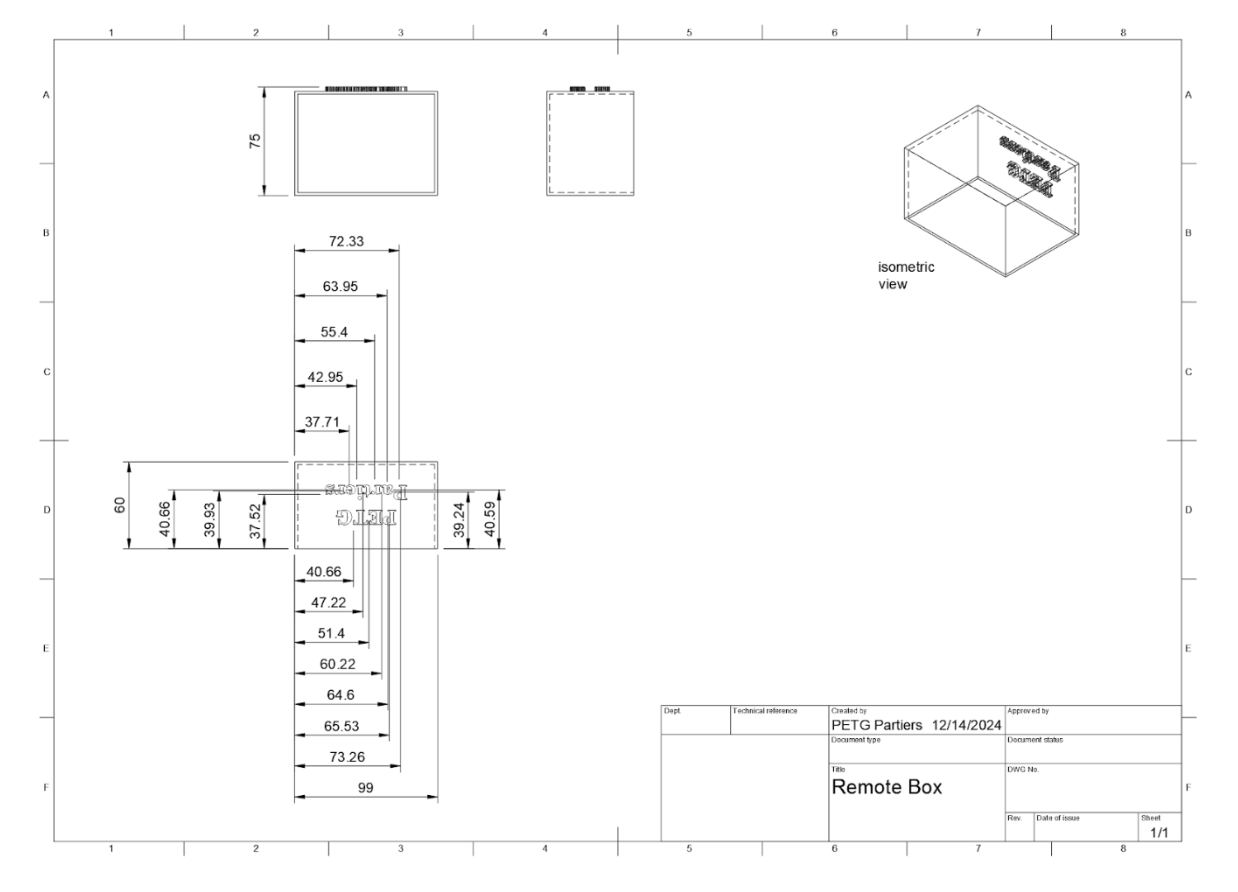 1 2 3 4 5 6 7 8
A A
75
B B
72.33
isometric
view
63.95
55.4
C C
42.95
37.71
Partiers
PETG
D D
60
40.66
39.93
37.52
39.24
40.59
40.66
47.22
51.4
E E
60.22
64.6
65.53
73.26
99
F F
Dept. Technical reference Created by Approved by
PETG Partiers 12/14/2024
Document type Document status
Title DWG No.
Remote Box
Rev. Date of issue Sheet
1/1
1 2 3 4 5 6 7 8